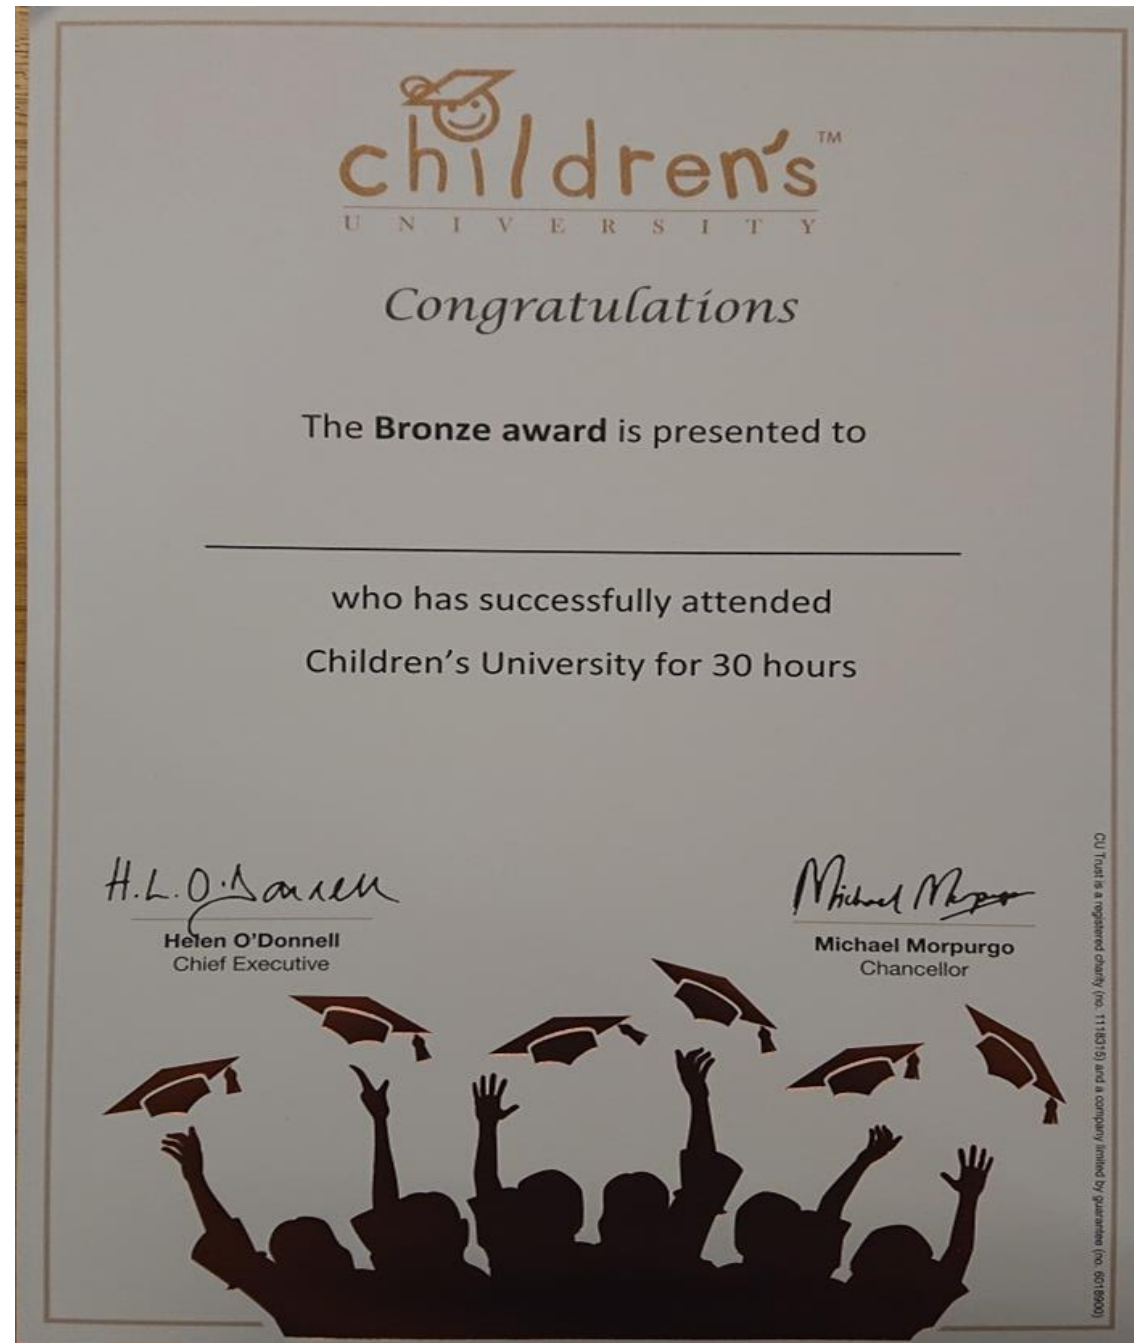 children's™
UNIVERSITY
Congratulations
The Bronze award is presented to
who has successfully attended
Children's University for 30 hours
H.L.O'Donnell
Michael Morpurgo
Helen O'Donnell
Chief Executive
Michael Morpurgo
Chancellor
CU Trust is a registered charity (no. 1118315) and a company limited by guarantee (no. 6018900)